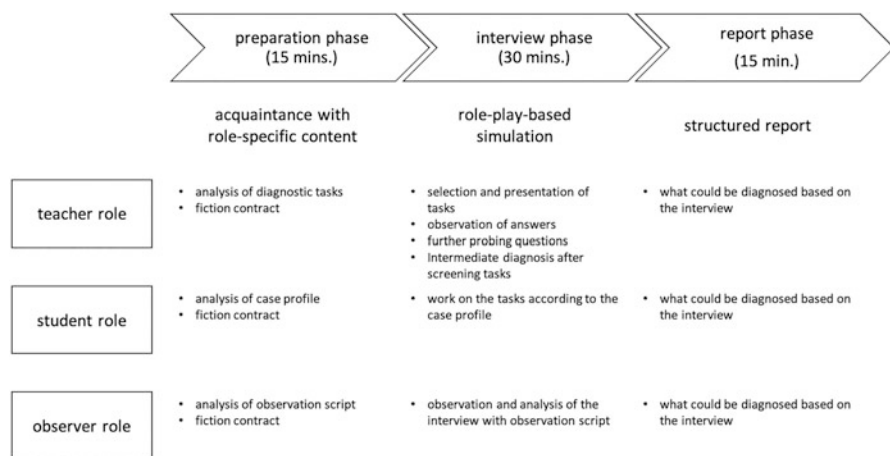 preparation phase
(15 mins.)
interview phase
(30 mins.)
report phase
(15 min.)
acquaintance with
role-specific content
role-play-based
simulation
structured report
teacher role
• analysis of diagnostic tasks
• fiction contract
• selection and presentation of
tasks
• observation of answers
• further probing questions
• Intermediate diagnosis after
screening tasks
• what could be diagnosed based on
the interview
student role
• analysis of case profile
• fiction contract
• work on the tasks according to the
case profile
• what could be diagnosed based on
the interview
observer role
• analysis of observation script
• fiction contract
• observation and analysis of the
interview with observation script
• what could be diagnosed based on
the interview